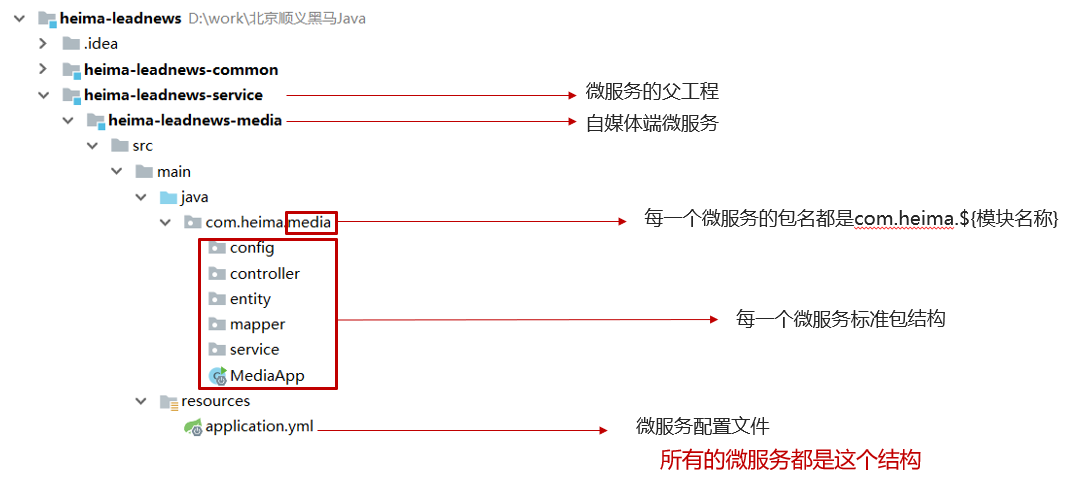 heima-leadnews D:\work\北京顺义黑马Java
.idea
heima-leadnews-common
heima-leadnews-service 微服务的父工程
heima-leadnews-media 自媒体端微服务
src
main
java
com.heima.media 每一个微服务的包名都是com.heima.${模块名称}
config
controller
entity
mapper 每一个微服务标准包结构
service
MediaApp
resources
application.yml 微服务配置文件
所有的微服务都是这个结构